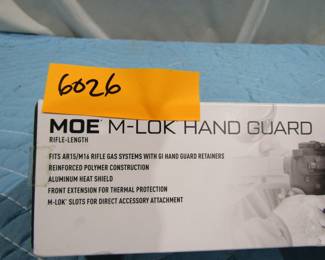 6026
MOE® M-LOK HAND GUARD
RIFLE-LENGTH
FITS AR15/M16 RIFLE GAS SYSTEMS WITH GI HAND GUARD RETAINERS
REINFORCED POLYMER CONSTRUCTION
ALUMINUM HEAT SHIELD
FRONT EXTENSION FOR THERMAL PROTECTION
M-LOK® SLOTS FOR DIRECT ACCESSORY ATTACHMENT